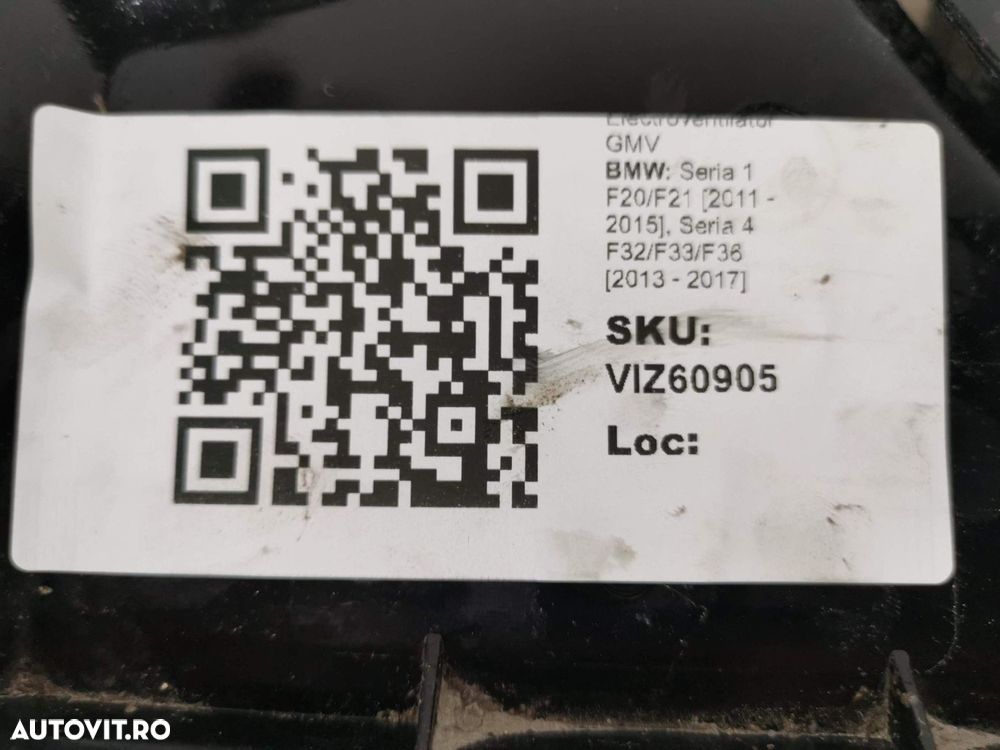 Electroventilator
GMV
BMW: Seria 1
F20/F21 [2011 -
2015], Seria 4
F32/F33/F36
[2013 - 2017]
SKU:
VIZ60905
Loc:
AUTOVIT.RO